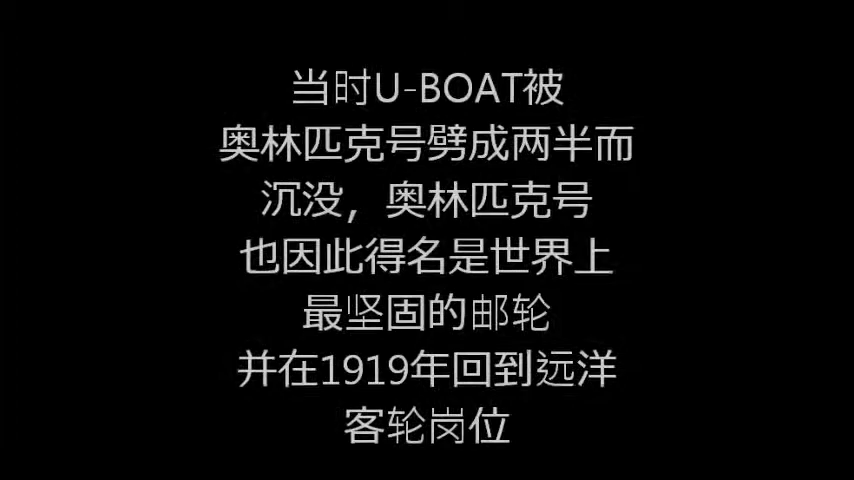 当时U-BOAT被
奥林匹克号劈成两半而
沉没，奥林匹克号
也因此得名是世界上
最坚固的邮轮
并在1919年回到远洋
客轮岗位